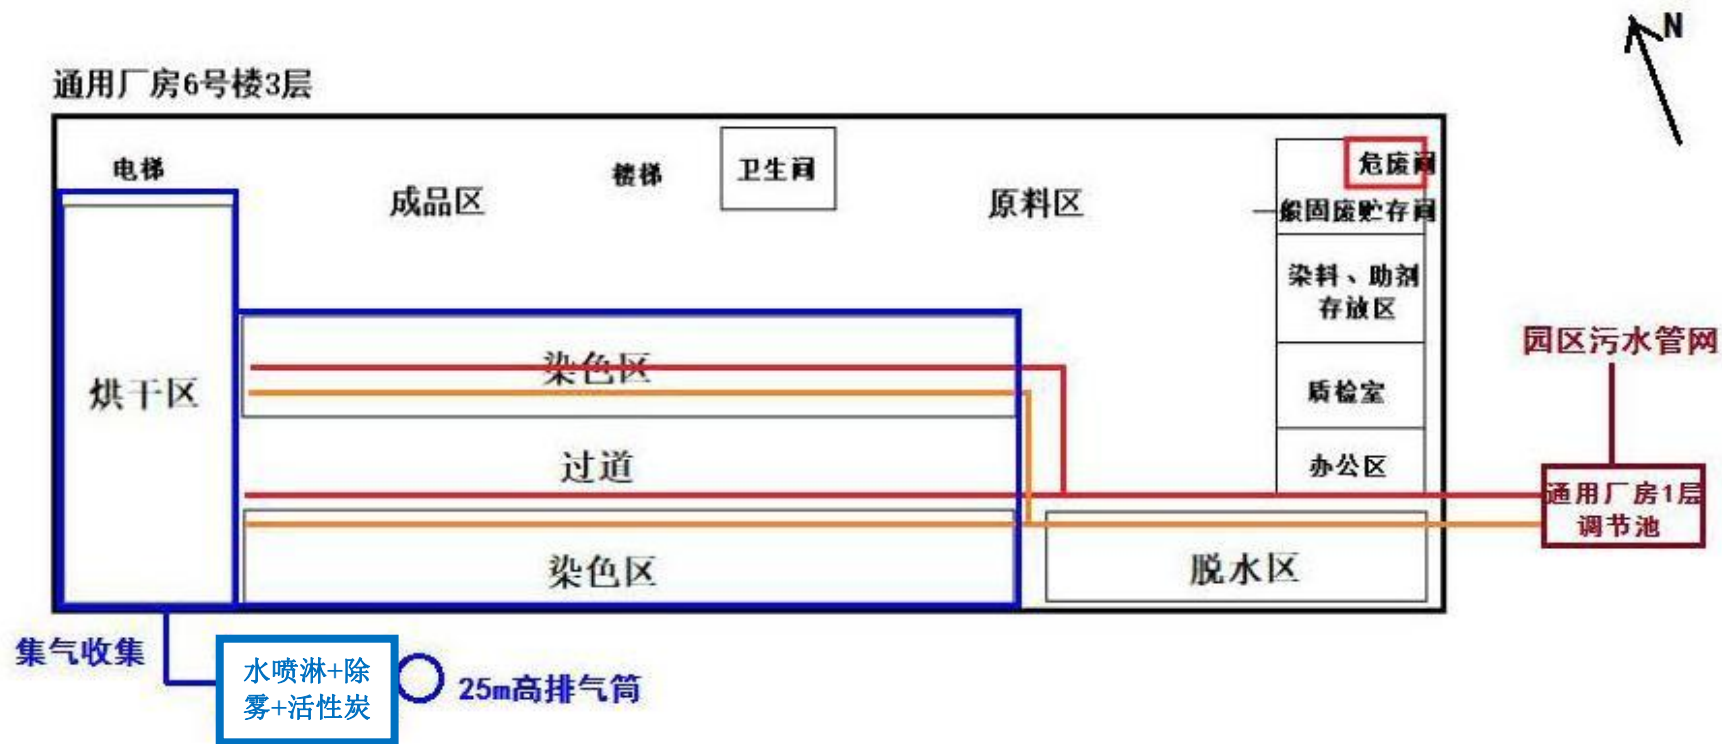 N
通用厂房6号楼3层
电梯
成品区
楼梯
卫生间
原料区
危废间
一般固废贮存间
染料、助剂
存放区
质检室
办公区
烘干区
染色区
过道
染色区
脱水区
园区污水管网
通用厂房1层
调节池
集气收集
水喷淋+除
雾+活性炭
25m高排气筒